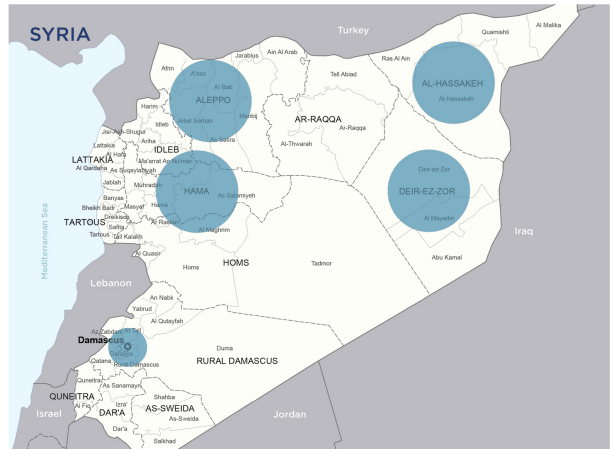 SYRIA
Turkey
Al Malika
Quamishli
Ain Al Arab
Jarablus
Ras Al Ain
Afrin
A'zaz
Tell Abiad
Al Bab
AL-HASSAKEH
Al-Hassakeh
ALEPPO
Menbij
Harim
Jebel Saman
AR-RAQQA
Ar-Raqqa
Idleb
Jisr-Ash-Shugur
Ariha
As Safira
Al-Thwarah
Lattakia
IDLEB
Al Hafa
LATTAKIA
Ma'arrat An Nu'man
Al Qardaha
As Suqaylabiyah
Deir-ez-Zor
Jablah
Muhradah
HAMA
As Salamiyeh
DEIR-EZ-ZOR
Banyas
Hama
Masyaf
Sheikh Badr
Dreikish
TARTOUS
Ar Rastan
Al Mayadin
Safita
Al Makhrim
Tartous
Tall Kalakh
Iraq
Al Quasir
Abu Kamal
HOMS
Homs
Tadmor
Mediterranean Sea
Lebanon
An Nabk
Yabrud
Al Qutayfah
Az Zabdani
At Tall
Damascus
Duma
Darayya
Qatana
Rural Damascus
RURAL DAMASCUS
Quneitra
As Sanamayn
QUNEITRA
Shahba
Al Fiq
Izra'
AS-SWEIDA
Israel
DAR'A
As-Sweida
Jordan
Dar'a
Salkhad